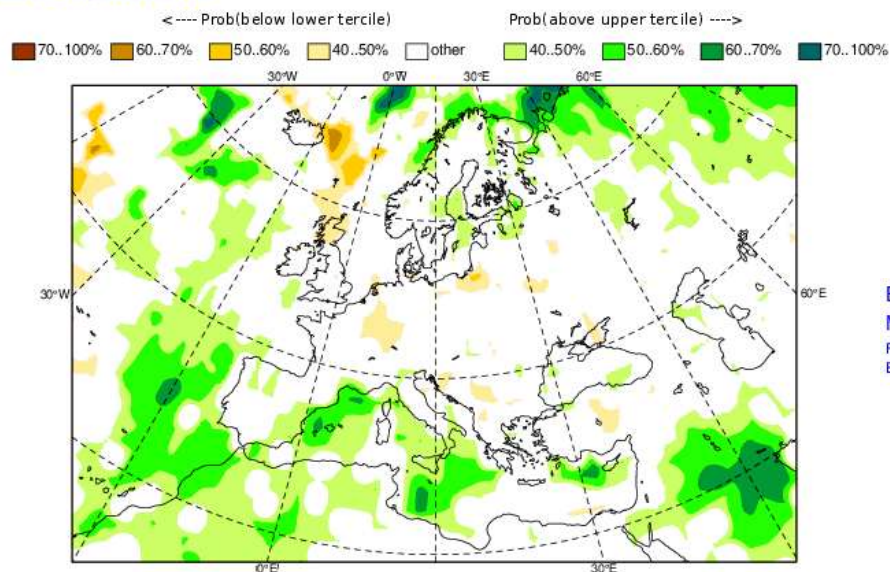 <---- Prob(below lower tercile) Prob(above upper tercile) ---->
70..100% 60..70% 50..60% 40..50% other 40..50% 50..60% 60..70% 70..100%
30°W 0°W 30°E 60°E
30°W 60°E
0°E 30°E